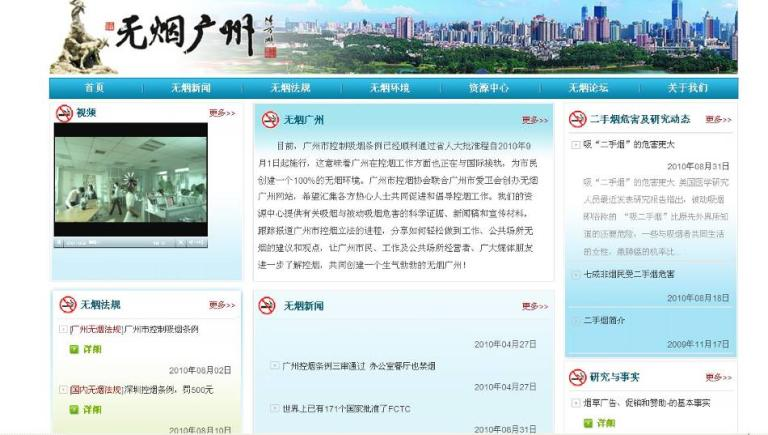 无烟广州
首页 无烟新闻 无烟法规 无烟环境 资源中心 无烟论坛 关于我们
视频 更多>>
无烟广州 更多>>
目前，广州市控制吸烟条例已经顺利通过省人大批准程自2010年9
月1日起施行，这意味着广州在控烟工作方面也正在与国际接轨，为市民
创建一个100%的无烟环境。广州市控烟协会联合广州市爱卫会创办无烟
广州网站，希望汇集各方热心人士共同促进和倡导控烟工作。我们的资
源中心提供有关吸烟与被动吸烟危害的科学证据、新闻稿和宣传材料，
跟踪报道广州市控烟立法的进程，分享如何轻松做到工作、公共场所无
烟的建议和观点，让广州市民、工作及公共场所经营者、广大媒体朋友
进一步了解控烟，共同创建一个生气勃勃的无烟广州！
二手烟危害及研究动态 更多>>
吸“二手烟”的危害更大
2010年08月31日
吸“二手烟”的危害更大 美国医学研究
人员最近发表研究报告指出，被动吸烟
即俗称的 “吸二手烟”比原先外界所知
道的还要危险，一些与吸烟者共同生活
的女性，患肺癌的机率比...
七成非烟民受二手烟危害
2010年08月18日
二手烟简介
2009年11月17日
无烟法规 更多>>
[广州无烟法规]广州市控制吸烟条例
详细
2010年08月02日
[国内无烟法规]深圳控烟条例，罚500元
详细
2010年08月10日
无烟新闻 更多>>
2010年04月27日
广州控烟条例三审通过 办公室餐厅也禁烟
2010年04月27日
世界上已有171个国家批准了FCTC
2010年08月31日
研究与事实 更多>>
烟草广告、促销和赞助-的基本事实
详细